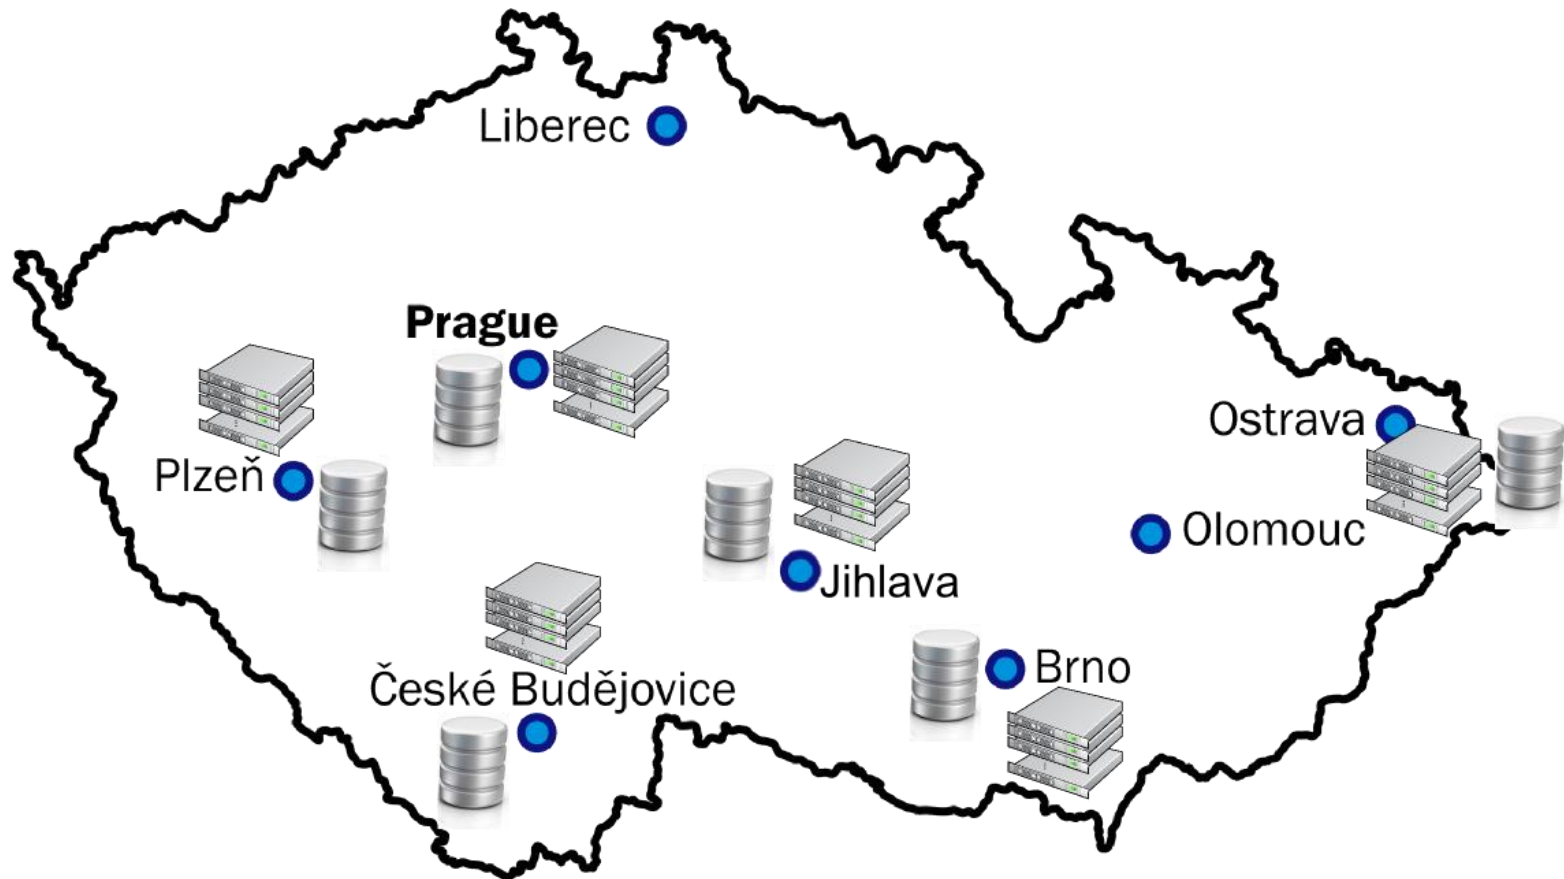 Liberec
Prague
Ostrava
Plzeň
Olomouc
Jihlava
Brno
České Budějovice